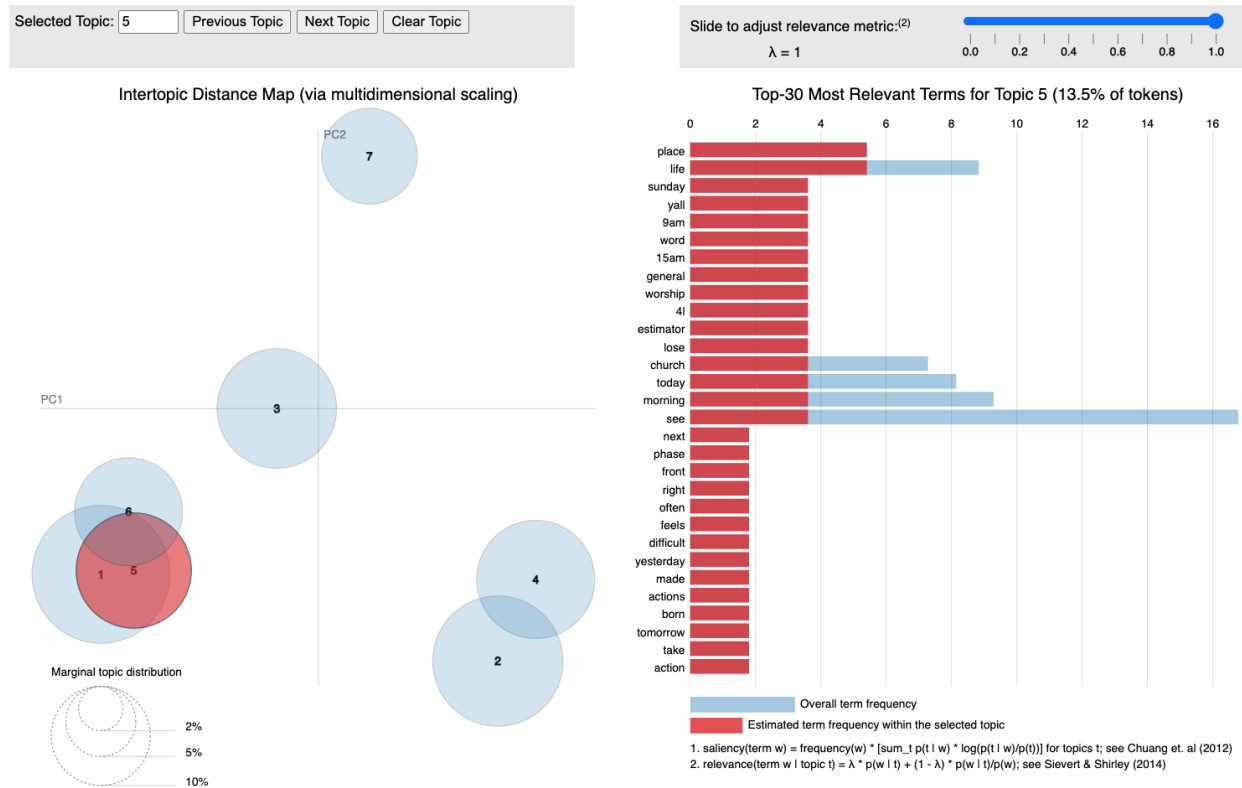 Selected Topic: 5 Previous Topic Next Topic Clear Topic
Slide to adjust relevance metric:(2)
λ = 1
0.0 0.2 0.4 0.6 0.8 1.0
Intertopic Distance Map (via multidimensional scaling)
PC2
7
PC1
3
6
1
5
4
2
Marginal topic distribution
2%
5%
10%
Top-30 Most Relevant Terms for Topic 5 (13.5% of tokens)
0 2 4 6 8 10 12 14 16
place
life
sunday
yall
9am
word
15am
general
worship
4l
estimator
lose
church
today
morning
see
next
phase
front
right
often
feels
difficult
yesterday
made
actions
born
tomorrow
take
action
Overall term frequency
Estimated term frequency within the selected topic
1. saliency(term w) = frequency(w) * [sum_t p(t | w) * log(p(t | w)/p(t))] for topics t; see Chuang et. al (2012)
2. relevance(term w | topic t) = λ * p(w | t) + (1 - λ) * p(w | t)/p(w); see Sievert & Shirley (2014)